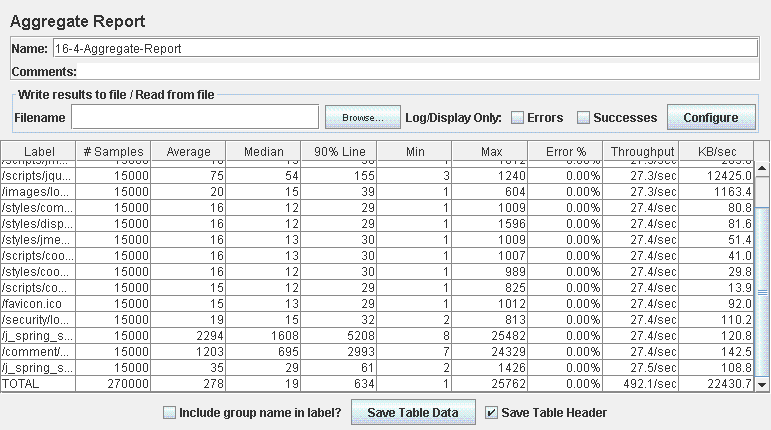 Aggregate Report
Name: 16-4-Aggregate-Report
Comments:
Write results to file / Read from file
Filename Browse... Log/Display Only: Errors Successes Configure
Label # Samples Average Median 90% Line Min Max Error % Throughput KB/sec
/scripts/jqu... 15000 75 54 155 3 1240 0.00% 27.3/sec 12425.0
/images/lo... 15000 20 15 39 1 604 0.00% 27.3/sec 1163.4
/styles/com... 15000 16 12 29 1 1009 0.00% 27.4/sec 80.8
/styles/disp... 15000 16 12 29 1 1596 0.00% 27.4/sec 81.6
/styles/jme... 15000 16 13 30 1 1009 0.00% 27.4/sec 51.4
/scripts/coo... 15000 16 13 30 1 1007 0.00% 27.4/sec 41.0
/styles/coo... 15000 16 12 30 1 989 0.00% 27.4/sec 29.8
/scripts/co... 15000 15 12 29 1 825 0.00% 27.4/sec 13.9
/favicon.ico 15000 15 13 29 1 1012 0.00% 27.4/sec 92.0
/security/lo... 15000 19 15 32 2 813 0.00% 27.4/sec 110.2
/j_spring_s... 15000 2294 1608 5208 8 25482 0.00% 27.4/sec 120.8
/comment/... 15000 1203 695 2993 7 24329 0.00% 27.4/sec 142.5
/j_spring_s... 15000 35 29 61 2 1426 0.00% 27.5/sec 108.8
TOTAL 270000 278 19 634 1 25762 0.00% 492.1/sec 22430.7
Include group name in label? Save Table Data Save Table Header